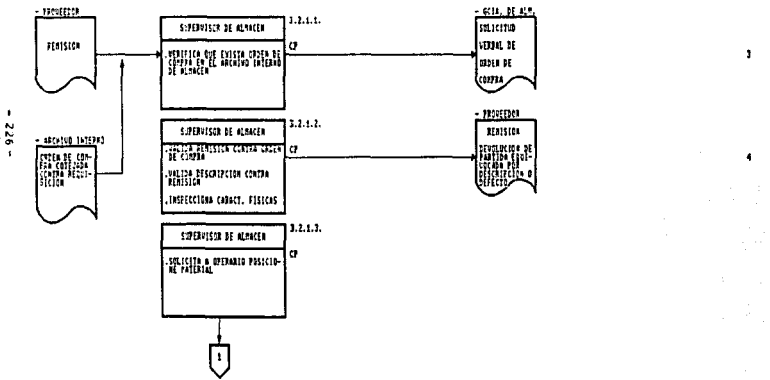 - PROVEEDOR
REMISION
SUPERVISOR DE ALMACEN
3.2.1.1.
CP
.VERIFICA QUE EXISTA ORDEN DE
COMPRA EN EL ARCHIVO INTERNO
DE ALMACEN
- GCIA. DE ALM.
SOLICITUD
VERBAL DE
ORDEN DE
COMPRA
3
- 226 -
- ARCHIVO INTERNO
ORDEN DE COM-
PRA COTEJADA
CONTRA REQUI-
SICION
SUPERVISOR DE ALMACEN
3.2.1.2.
CP
.VALIDA REMISION CONTRA ORDEN
DE COMPRA
.VALIDA DESCRIPCION CONTRA
REMISION
.INSPECCIONA CARACT. FISICAS
- PROVEEDOR
REMISION
DEVOLUCION DE
PARTIDA EQUI-
VOCADA POR
DESCRIPCION O
DEFECTO
4
SUPERVISOR DE ALMACEN
3.2.1.3.
CP
.SOLICITA A OPERARIO POSICIO-
NE MATERIAL
1